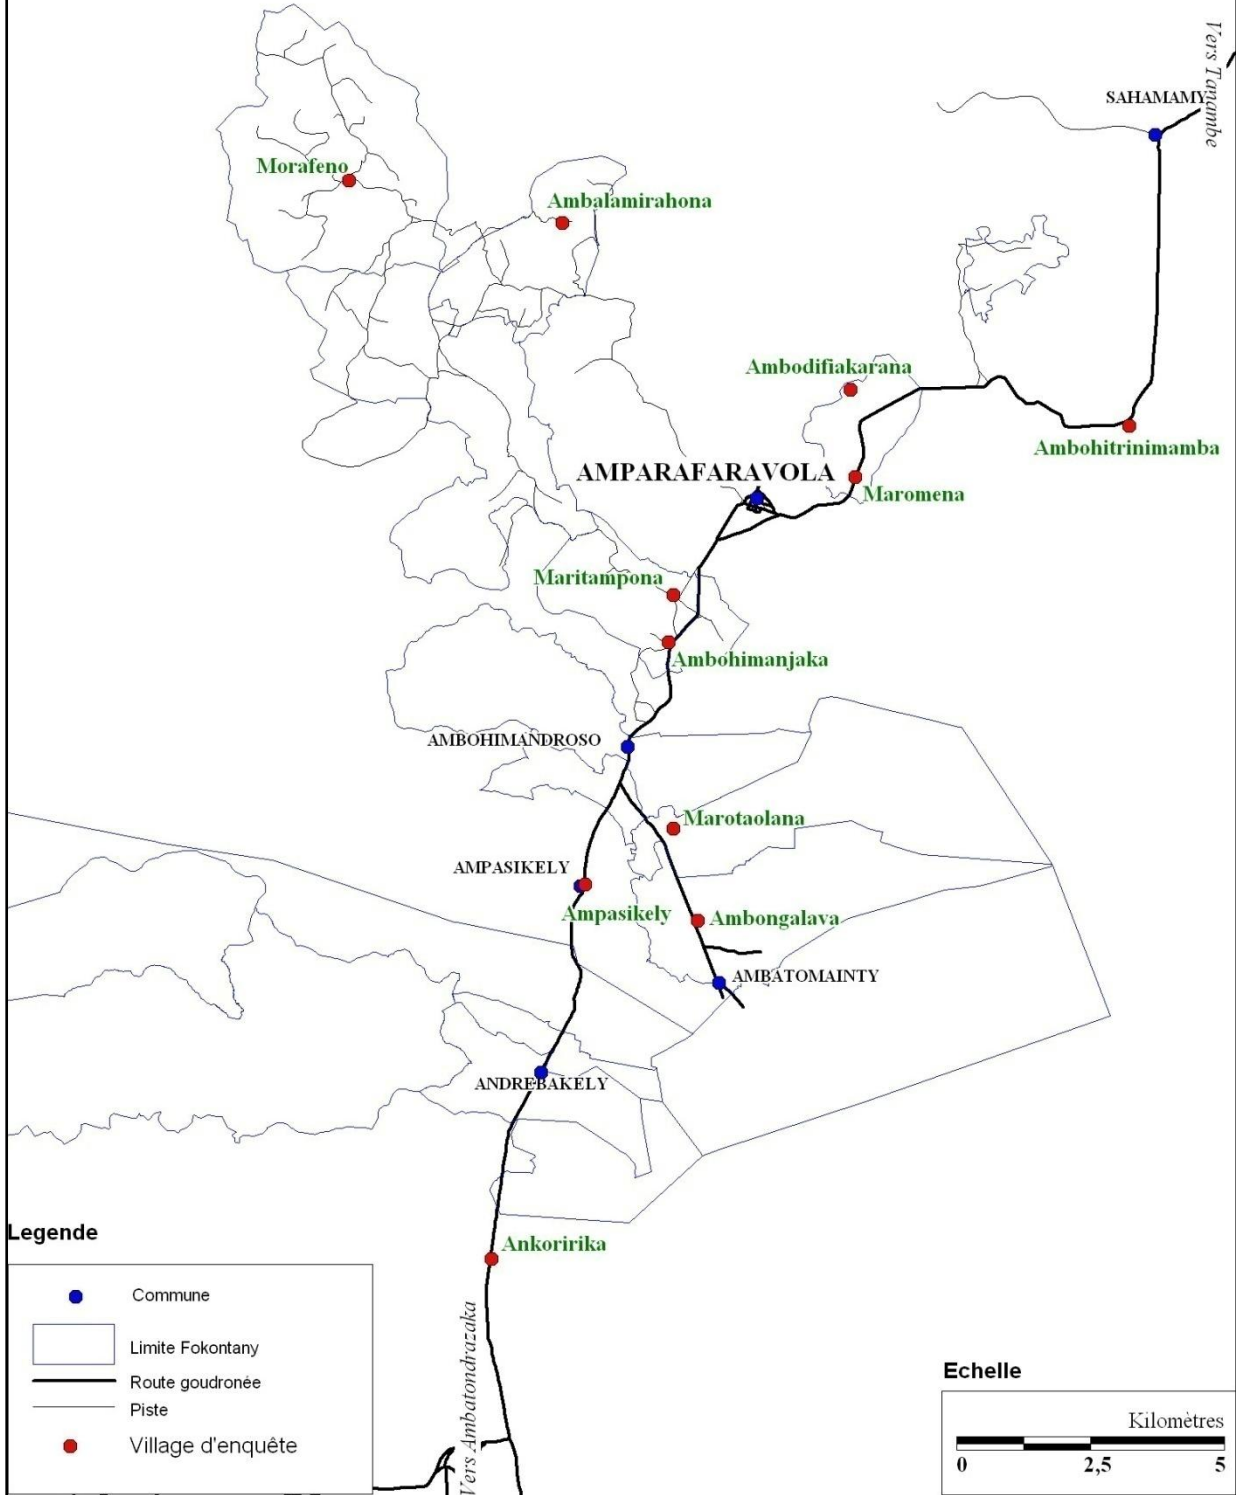 Vers Tanambe
SAHAMAMY
Morafeno
Ambalamirahona
Ambodifiakarana
Ambohitrinimamba
AMPARAFARAVOLA
Maromena
Maritampona
Ambohimanjaka
AMBOHIMANDROSO
Marotaolana
AMPASIKELY
Ampasikely
Ambongalava
AMBATOMAINTY
ANDREBAKELY
Ankoririka
Vers Ambatondrazaka
Legende
Commune
Limite Fokontany
Route goudronée
Piste
Village d'enquête
Echelle
Kilomètres
0 2,5 5